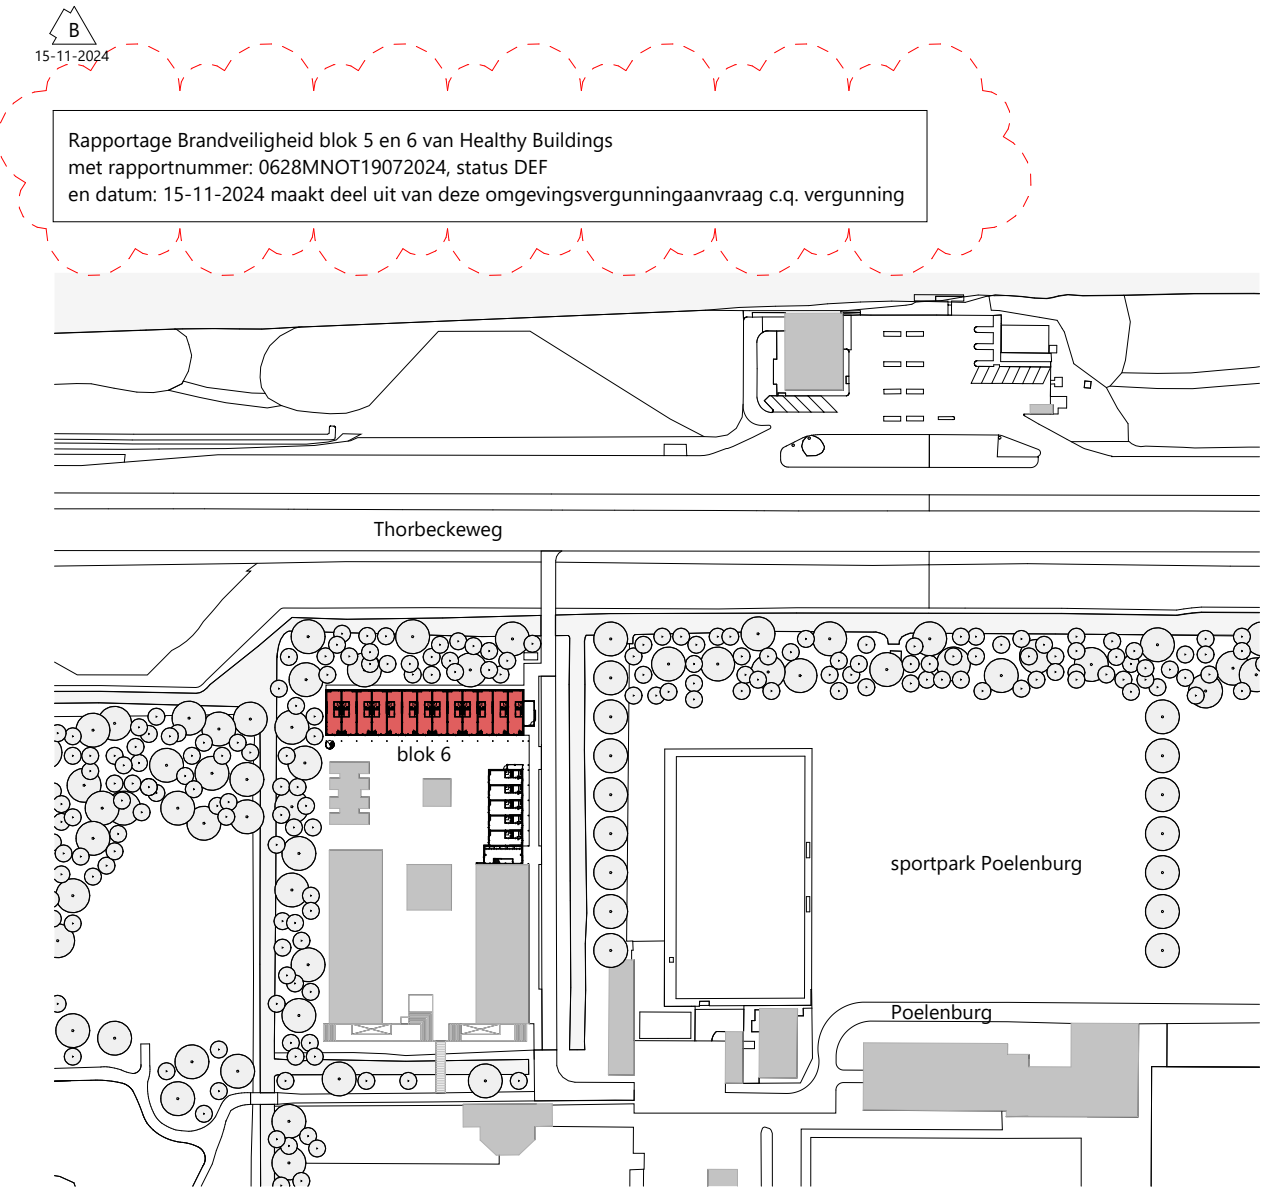 B
15-11-2024
Rapportage Brandveiligheid blok 5 en 6 van Healthy Buildings
met rapportnummer: 0628MNOT19072024, status DEF
en datum: 15-11-2024 maakt deel uit van deze omgevingsvergunningaanvraag c.q. vergunning
Thorbeckeweg
blok 6
sportpark Poelenburg
Poelenburg